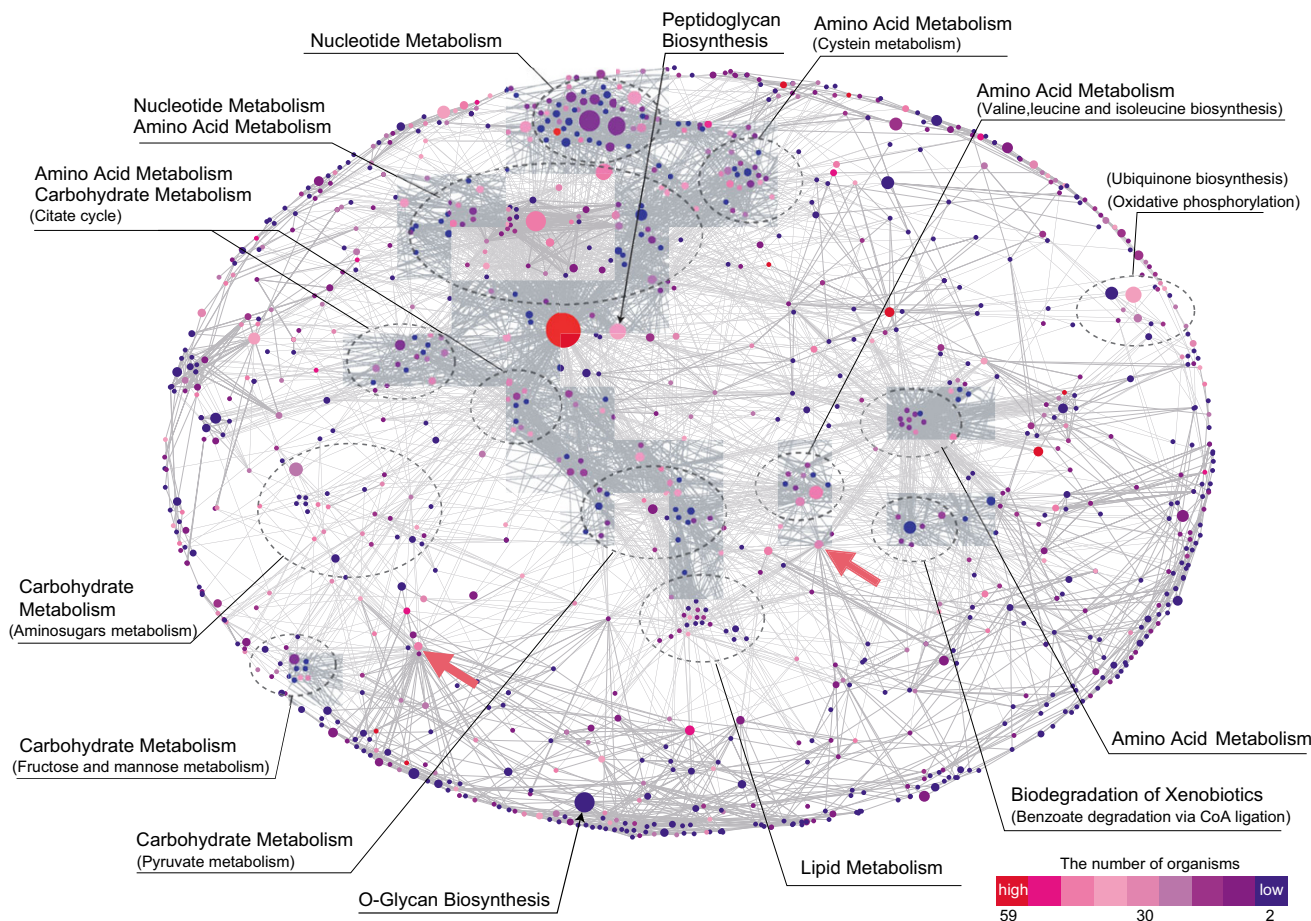 Nucleotide Metabolism
Peptidoglycan
Biosynthesis
Amino Acid Metabolism
(Cystein metabolism)
Nucleotide Metabolism
Amino Acid Metabolism
Amino Acid Metabolism
(Valine,leucine and isoleucine biosynthesis)
Amino Acid Metabolism
Carbohydrate Metabolism
(Citate cycle)
(Ubiquinone biosynthesis)
(Oxidative phosphorylation)
Carbohydrate
Metabolism
(Aminosugars metabolism)
Carbohydrate Metabolism
(Fructose and mannose metabolism)
Amino Acid Metabolism
Biodegradation of Xenobiotics
(Benzoate degradation via CoA ligation)
Carbohydrate Metabolism
(Pyruvate metabolism)
Lipid Metabolism
O-Glycan Biosynthesis
The number of organisms
high low
59 30 2